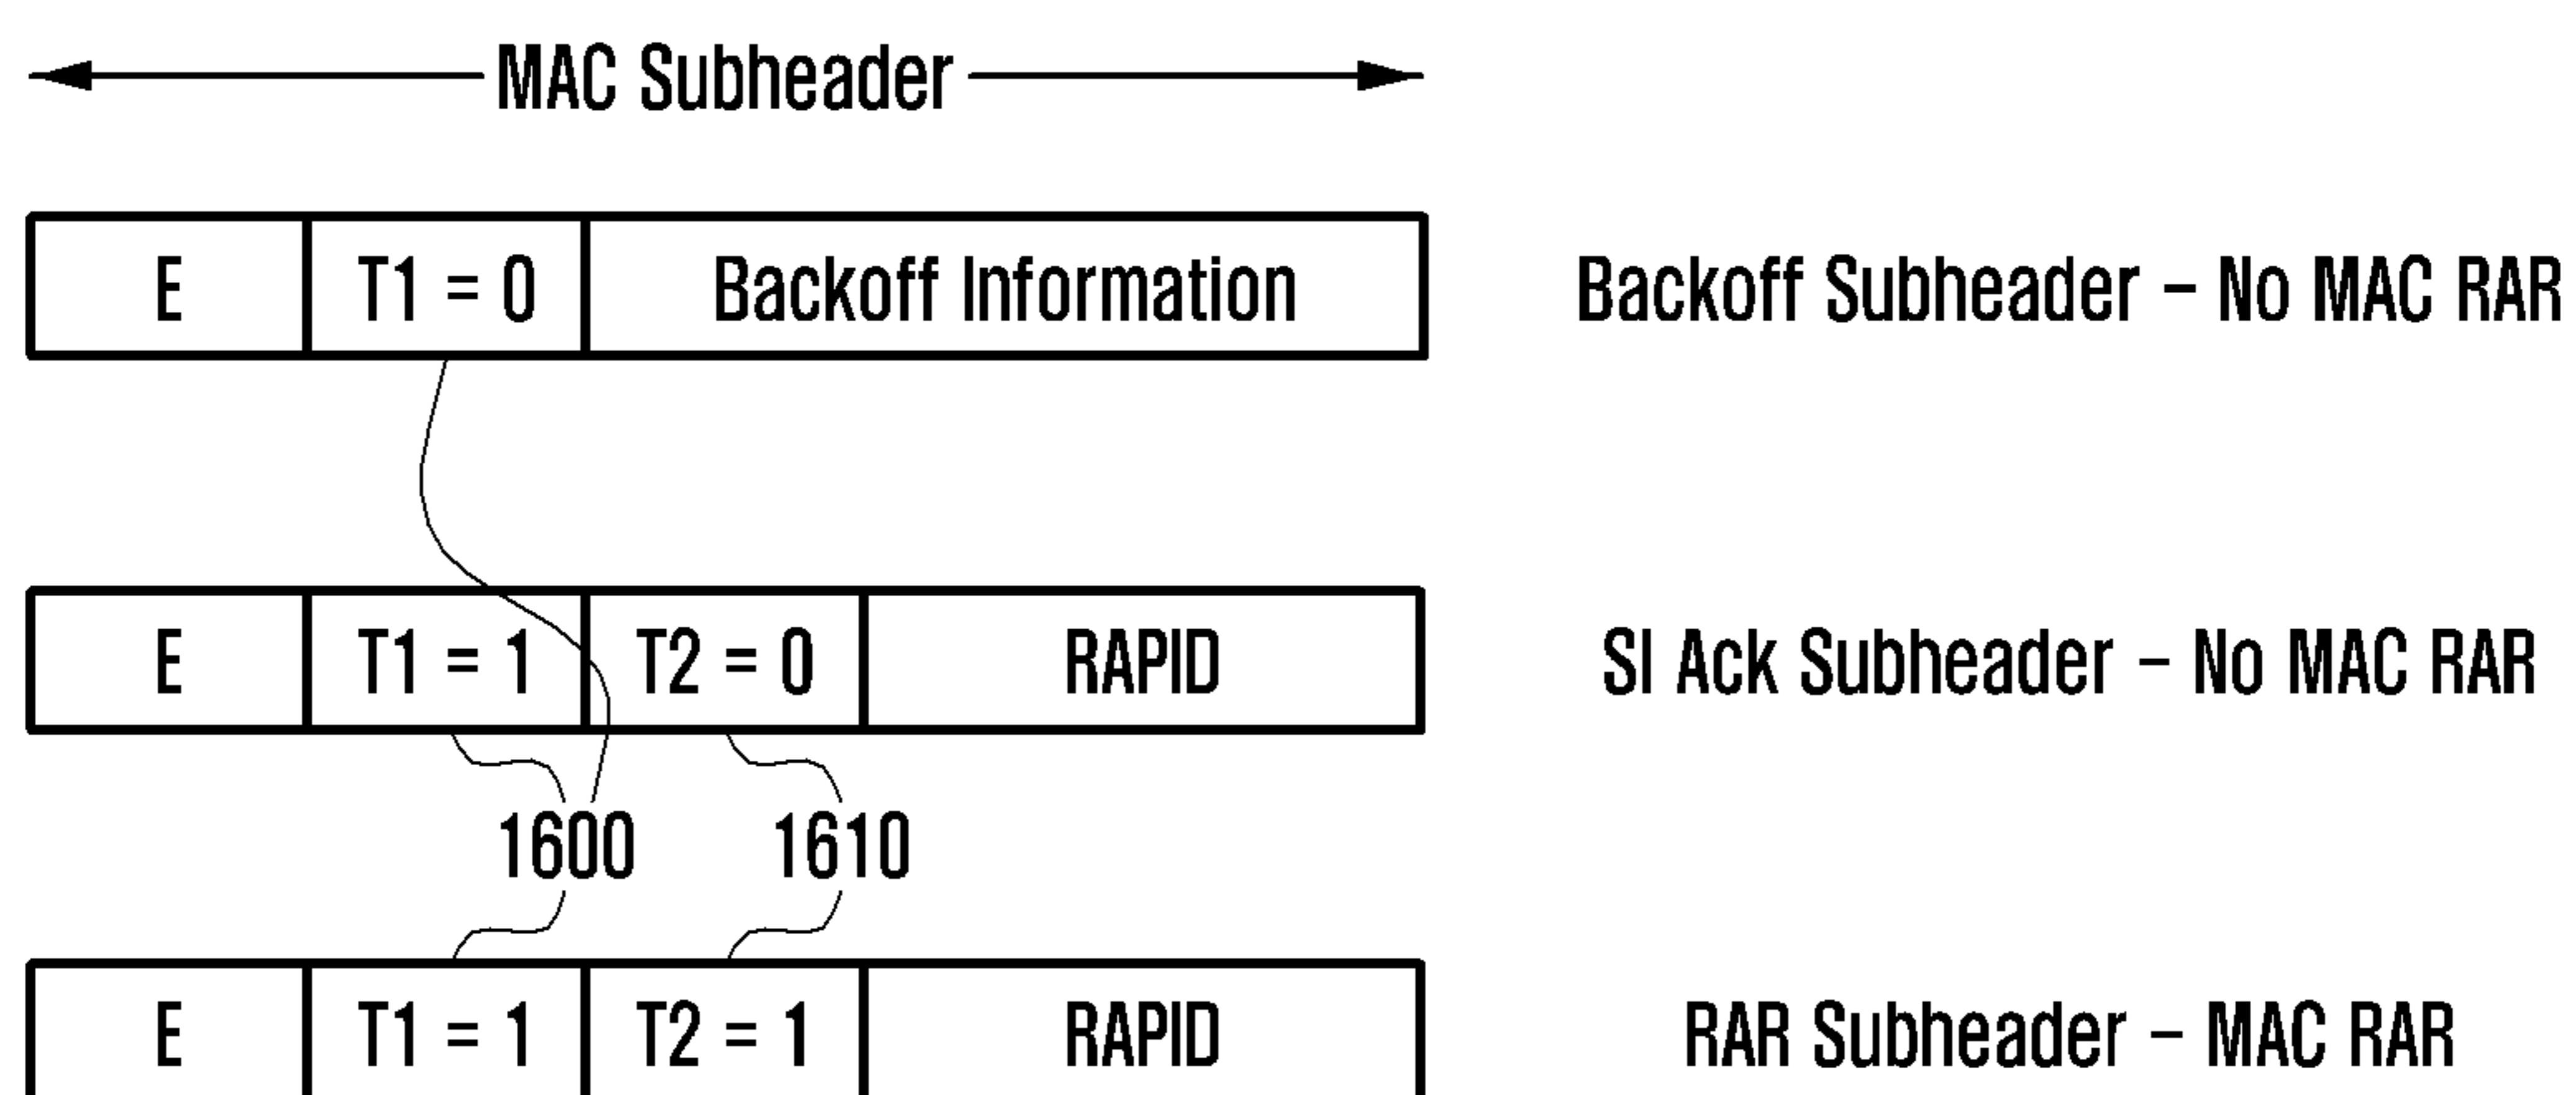 MAC Subheader
E T1 = 0 Backoff Information Backoff Subheader – No MAC RAR
E T1 = 1 T2 = 0 RAPID SI Ack Subheader – No MAC RAR
1600 1610
E T1 = 1 T2 = 1 RAPID RAR Subheader – MAC RAR